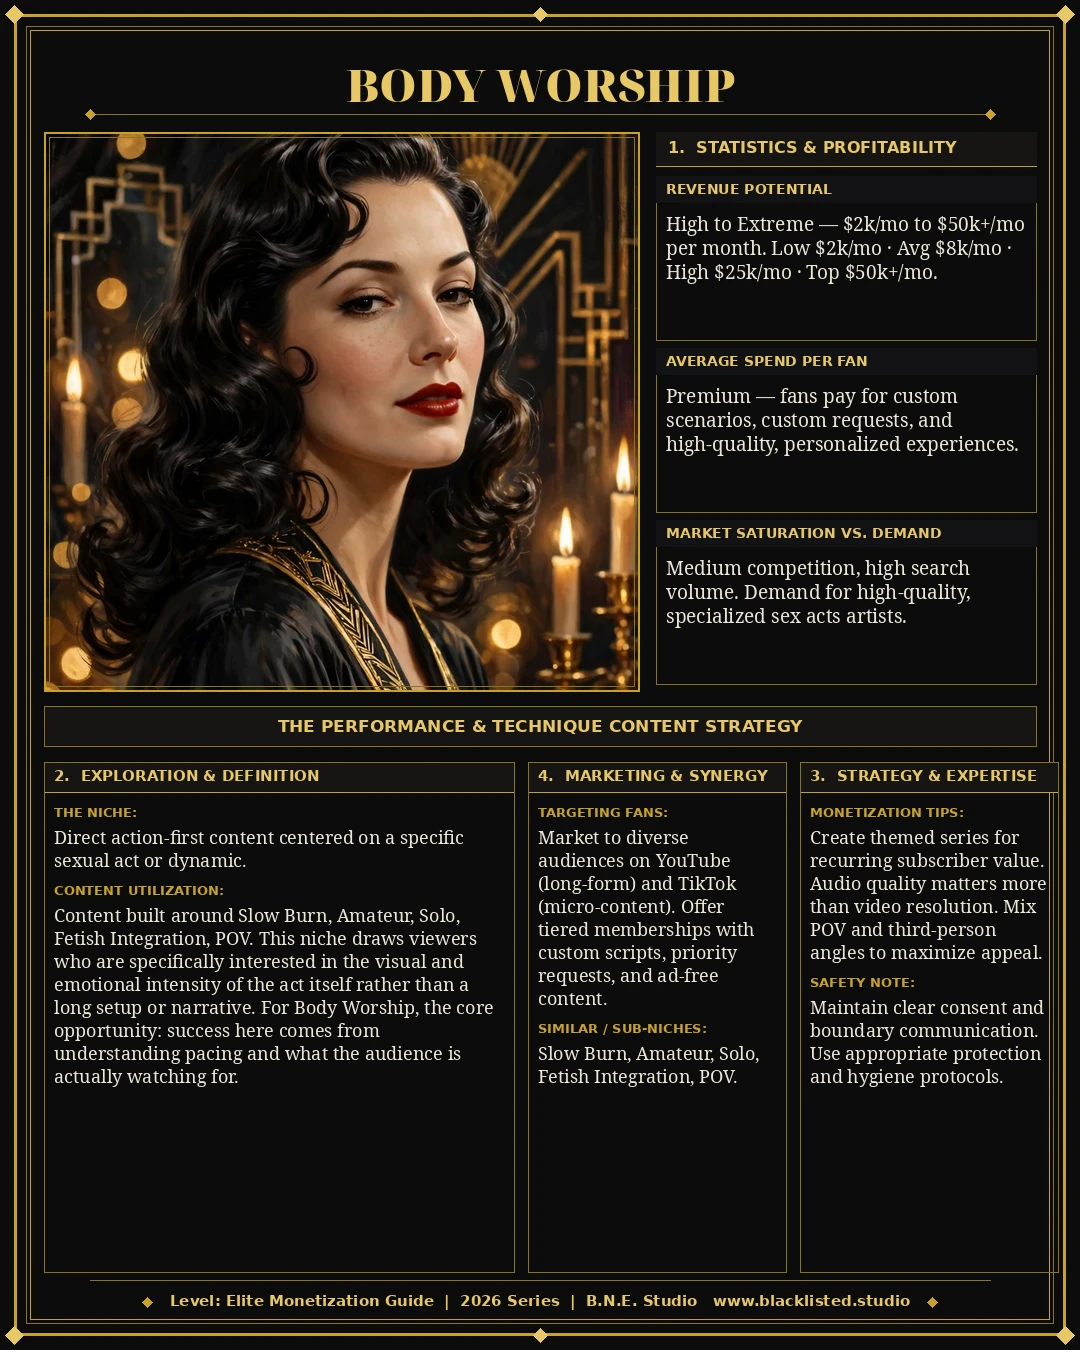 BODY WORSHIP
1. STATISTICS & PROFITABILITY
REVENUE POTENTIAL
High to Extreme — $2k/mo to $50k+/mo
per month. Low $2k/mo · Avg $8k/mo ·
High $25k/mo · Top $50k+/mo.
AVERAGE SPEND PER FAN
Premium — fans pay for custom
scenarios, custom requests, and
high-quality, personalized experiences.
MARKET SATURATION VS. DEMAND
Medium competition, high search
volume. Demand for high-quality,
specialized sex acts artists.
THE PERFORMANCE & TECHNIQUE CONTENT STRATEGY
2. EXPLORATION & DEFINITION
THE NICHE:
Direct action-first content centered on a specific
sexual act or dynamic.
CONTENT UTILIZATION:
Content built around Slow Burn, Amateur, Solo,
Fetish Integration, POV. This niche draws viewers
who are specifically interested in the visual and
emotional intensity of the act itself rather than a
long setup or narrative. For Body Worship, the core
opportunity: success here comes from
understanding pacing and what the audience is
actually watching for.
4. MARKETING & SYNERGY
TARGETING FANS:
Market to diverse
audiences on YouTube
(long-form) and TikTok
(micro-content). Offer
tiered memberships with
custom scripts, priority
requests, and ad-free
content.
SIMILAR / SUB-NICHES:
Slow Burn, Amateur, Solo,
Fetish Integration, POV.
3. STRATEGY & EXPERTISE
MONETIZATION TIPS:
Create themed series for
recurring subscriber value.
Audio quality matters more
than video resolution. Mix
POV and third-person
angles to maximize appeal.
SAFETY NOTE:
Maintain clear consent and
boundary communication.
Use appropriate protection
and hygiene protocols.
Level: Elite Monetization Guide | 2026 Series | B.N.E. Studio www.blacklisted.studio